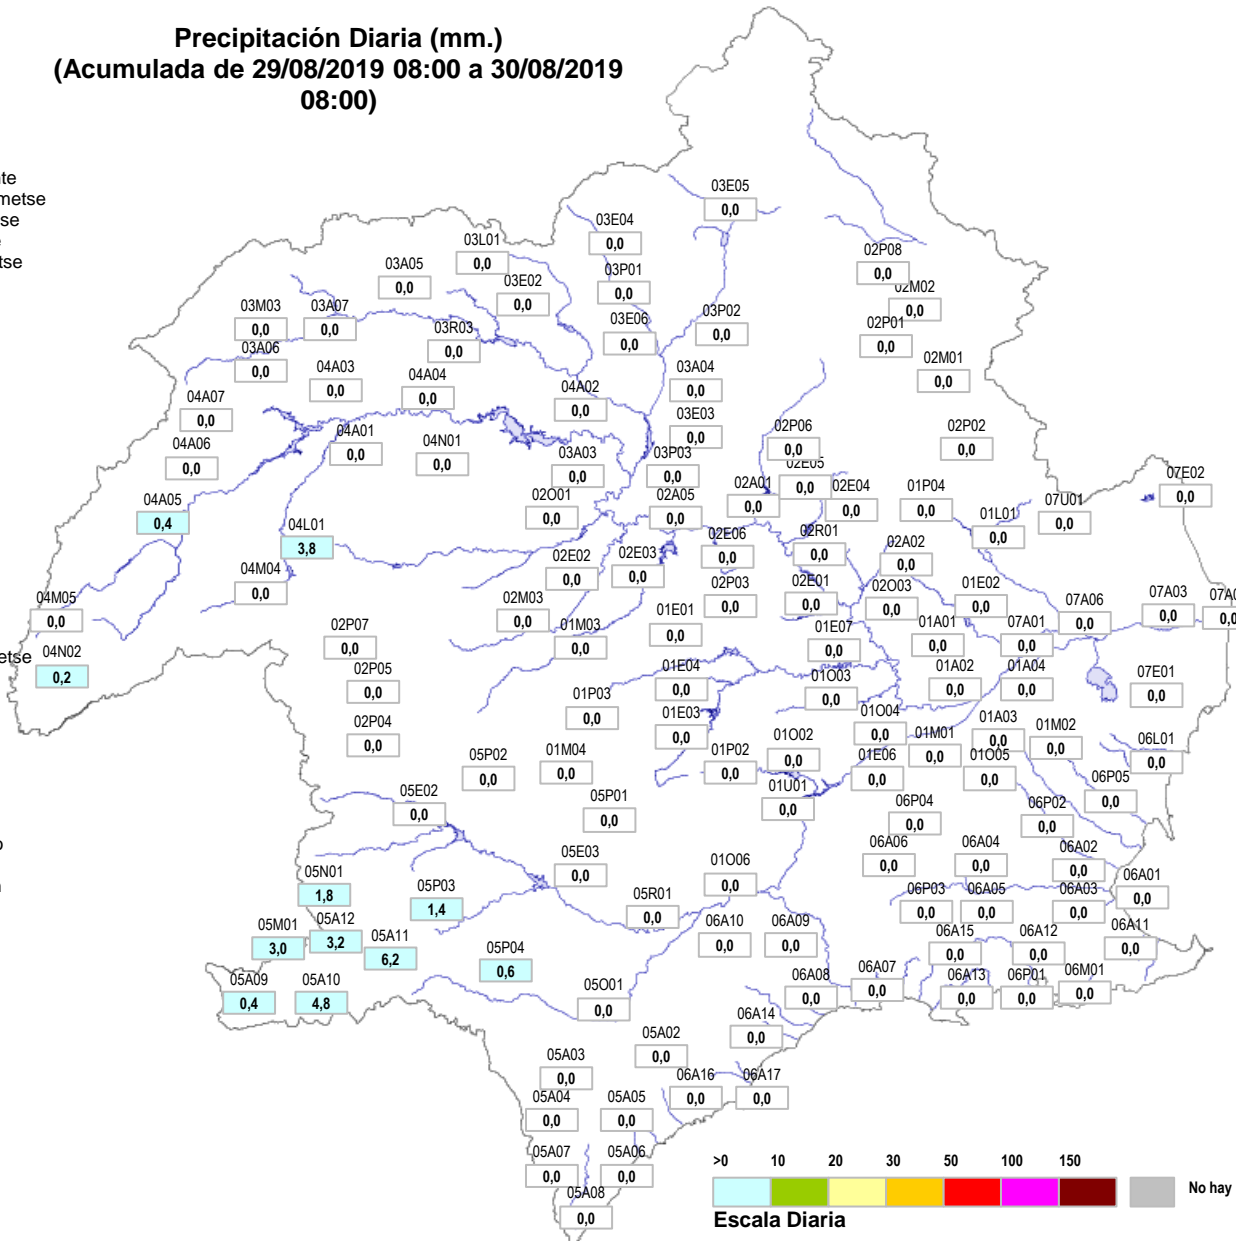 Precipitación Diaria (mm.)
(Acumulada de 29/08/2019 08:00 a 30/08/2019
08:00)
03E05
0,0
03E04
0,0
03L01
0,0
02P08
0,0
03A05
0,0
03P01
0,0
03E02
0,0
02M02
0,0
03M03
0,0
03A07
0,0
03E06
0,0
03P02
0,0
02P01
0,0
03R03
0,0
03A06
0,0
04A03
0,0
04A04
0,0
03A04
0,0
02M01
0,0
04A07
0,0
04A02
0,0
03E03
0,0
04A06
0,0
04A01
0,0
04N01
0,0
03A03
0,0
03P03
0,0
02P06
0,0
02P02
0,0
02E05
0,0
04A05
0,4
02O01
0,0
02A05
0,0
02A01
0,0
02E04
0,0
01P04
0,0
07U01
0,0
07E02
0,0
04L01
3,8
01L01
0,0
02E06
0,0
02R01
0,0
02A02
0,0
04M04
0,0
02E02
0,0
02E03
0,0
04M05
0,0
02M03
0,0
02P03
0,0
02E01
0,0
02O03
0,0
01E02
0,0
07A06
0,0
07A03
0,0
02P07
0,0
01M03
0,0
01E01
0,0
01E07
0,0
01A01
0,0
07A01
0,0
etse
04N02
0,2
02P05
0,0
01E04
0,0
01O03
0,0
01A02
0,0
01A04
0,0
07E01
0,0
01P03
0,0
02P04
0,0
01E03
0,0
01O04
0,0
01M01
0,0
01A03
0,0
01M02
0,0
06L01
0,0
05P02
0,0
01M04
0,0
01P02
0,0
01O02
0,0
01E06
0,0
01O05
0,0
06P05
0,0
05E02
0,0
05P01
0,0
01U01
0,0
06P04
0,0
06P02
0,0
05E03
0,0
01O06
0,0
06A06
0,0
06A04
0,0
06A02
0,0
05N01
1,8
05P03
1,4
05R01
0,0
06P03
0,0
06A05
0,0
06A03
0,0
06A01
0,0
05M01
3,0
05A12
3,2
05A11
6,2
05P04
0,6
06A10
0,0
06A09
0,0
06A15
0,0
06A12
0,0
06A11
0,0
05A09
0,4
05A10
4,8
05O01
0,0
06A08
0,0
06A07
0,0
06A13
0,0
06P01
0,0
06M01
0,0
05A02
0,0
06A14
0,0
05A03
0,0
06A16
0,0
06A17
0,0
05A04
0,0
05A05
0,0
05A07
0,0
05A06
0,0
05A08
0,0
>0 10 20 30 50 100 150
No hay
Escala Diaria